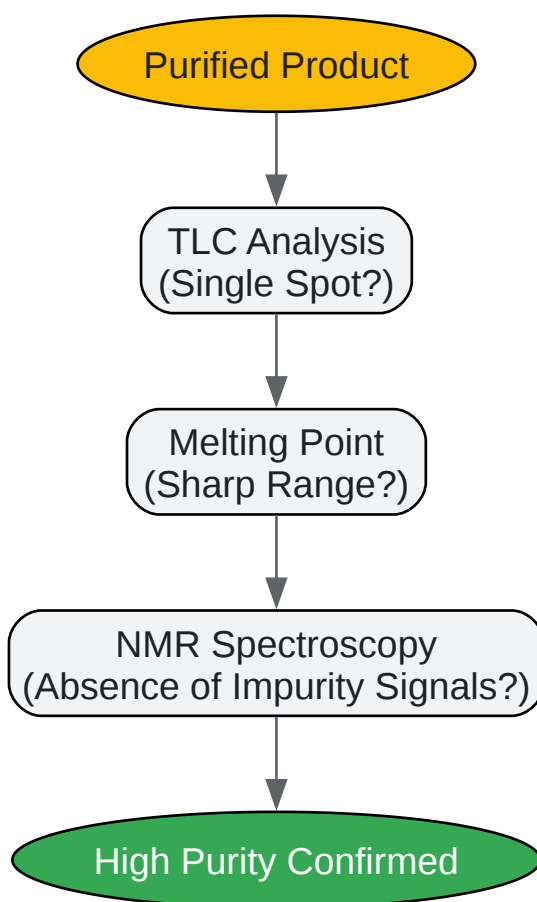 Purified Product
TLC Analysis
(Single Spot?)
Melting Point
(Sharp Range?)
NMR Spectroscopy
(Absence of Impurity Signals?)
High Purity Confirmed